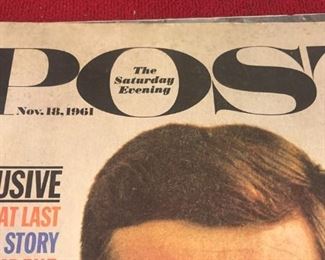 POST
The
Saturday
Evening
Nov. 18, 1961
USIVE
AT LAST
STORY